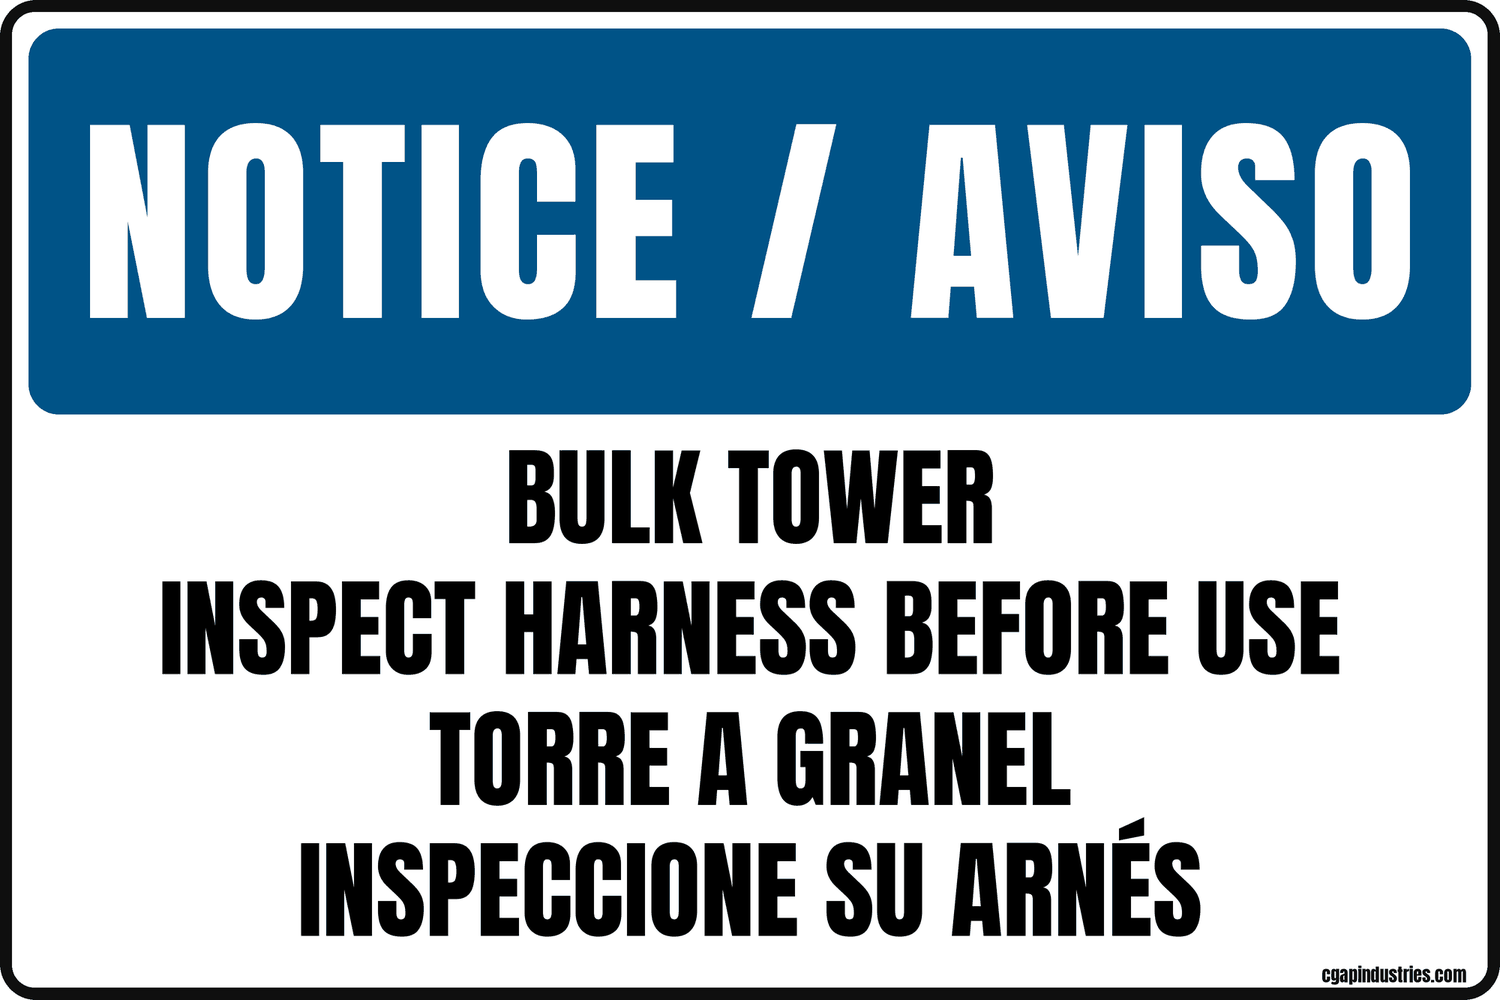 NOTICE / AVISO
BULK TOWER
INSPECT HARNESS BEFORE USE
TORRE A GRANEL
INSPECCIONE SU ARNÉS
cgapindustries.com